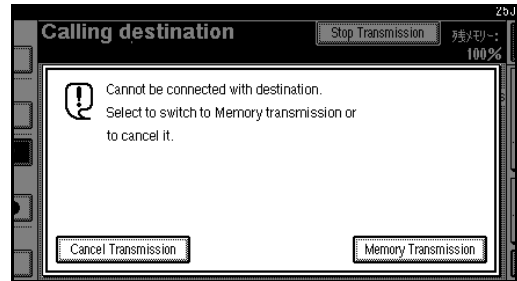 25J
Calling destination
Stop Transmission
残ﾒﾓﾘｰ:
100%
Cannot be connected with destination.
Select to switch to Memory transmission or
to cancel it.
Cancel Transmission
Memory Transmission